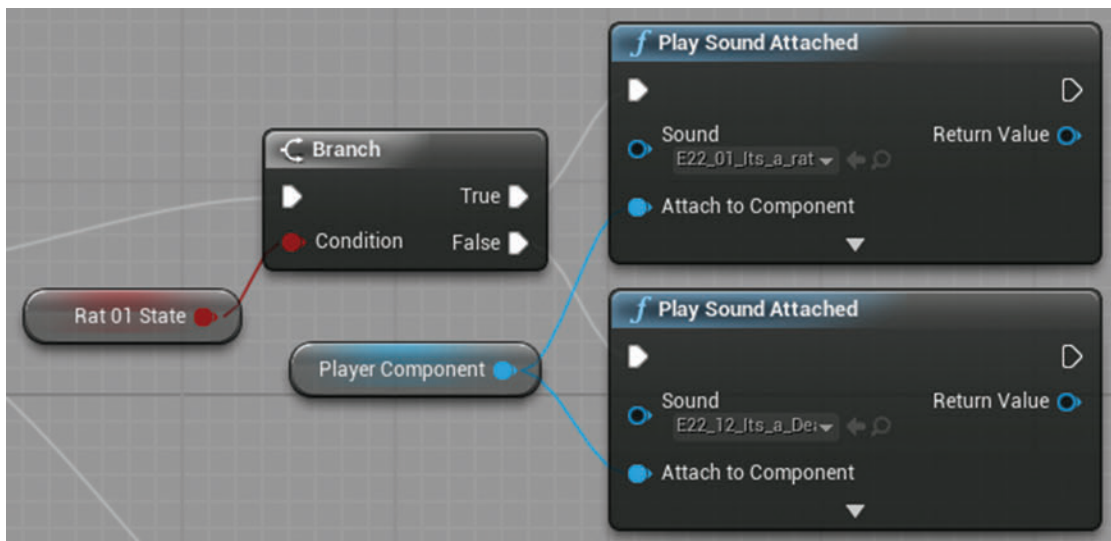 f Play Sound Attached
Branch
Sound
Return Value
E22_01_Its_a_rat
True
Attach to Component
Condition
False
Rat 01 State
f Play Sound Attached
Player Component
Sound
Return Value
E22_12_Its_a_De
Attach to Component